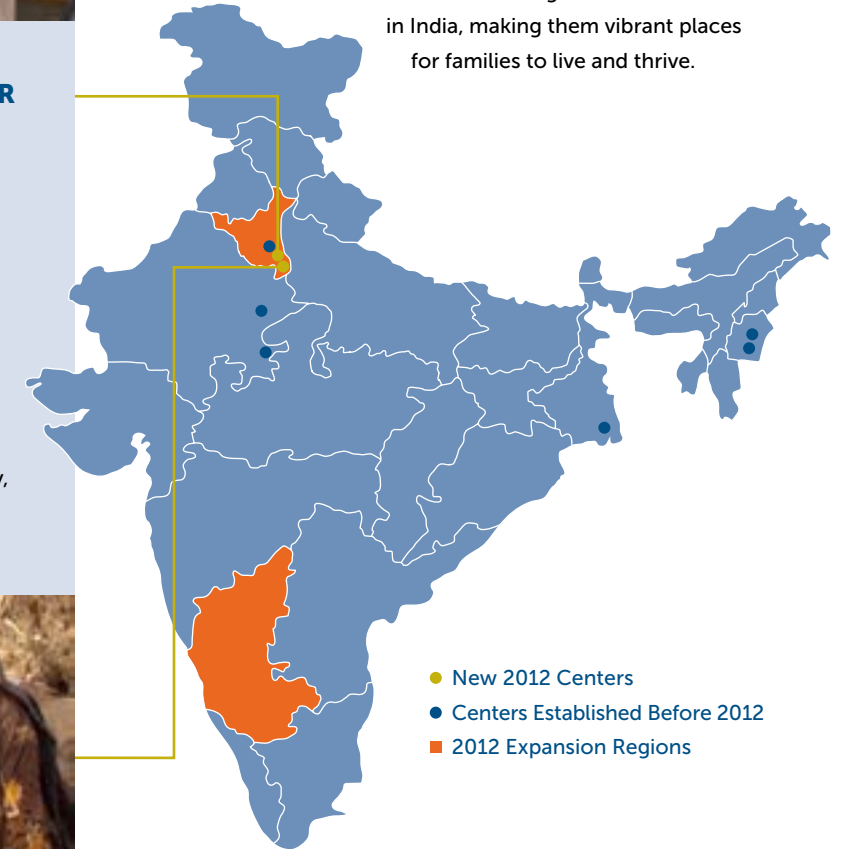 in India, making them vibrant places
for families to live and thrive.
R
y,
New 2012 Centers
Centers Established Before 2012
2012 Expansion Regions